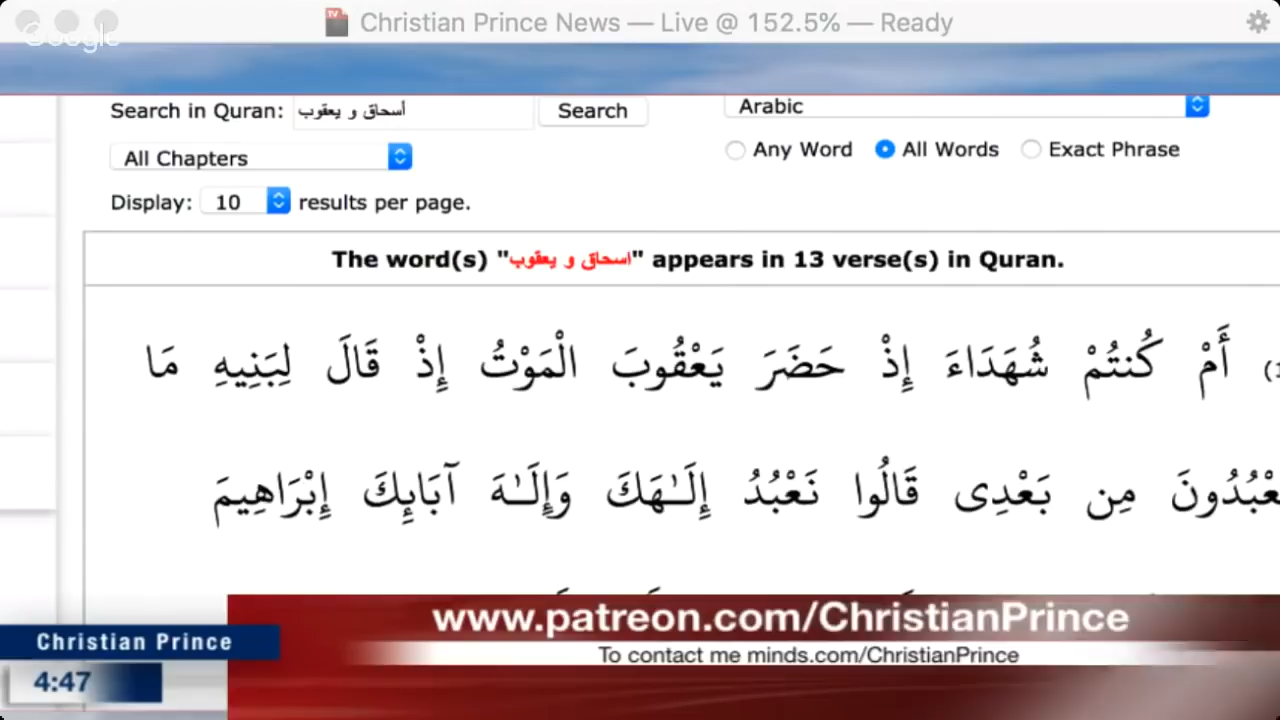 Christian Prince News — Live @ 152.5% — Ready
Google
Search in Quran: أسحاق و يعقوب Search Arabic
All Chapters Any Word All Words Exact Phrase
Display: 10 results per page.
The word(s) "اسحاق و يعقوب" appears in 13 verse(s) in Quran.
أَمْ كُنتُمْ شُهَدَاءَ إِذْ حَضَرَ يَعْقُوبَ الْمَوْتُ إِذْ قَالَ لِبَنِيهِ مَا
مِن بَعْدِى قَالُوا نَعْبُدُ إِلَـٰهَكَ وَإِلَـٰهَ آبَائِكَ إِبْرَاهِيمَ
www.patreon.com/ChristianPrince
To contact me minds.com/ChristianPrince
Christian Prince
4:47